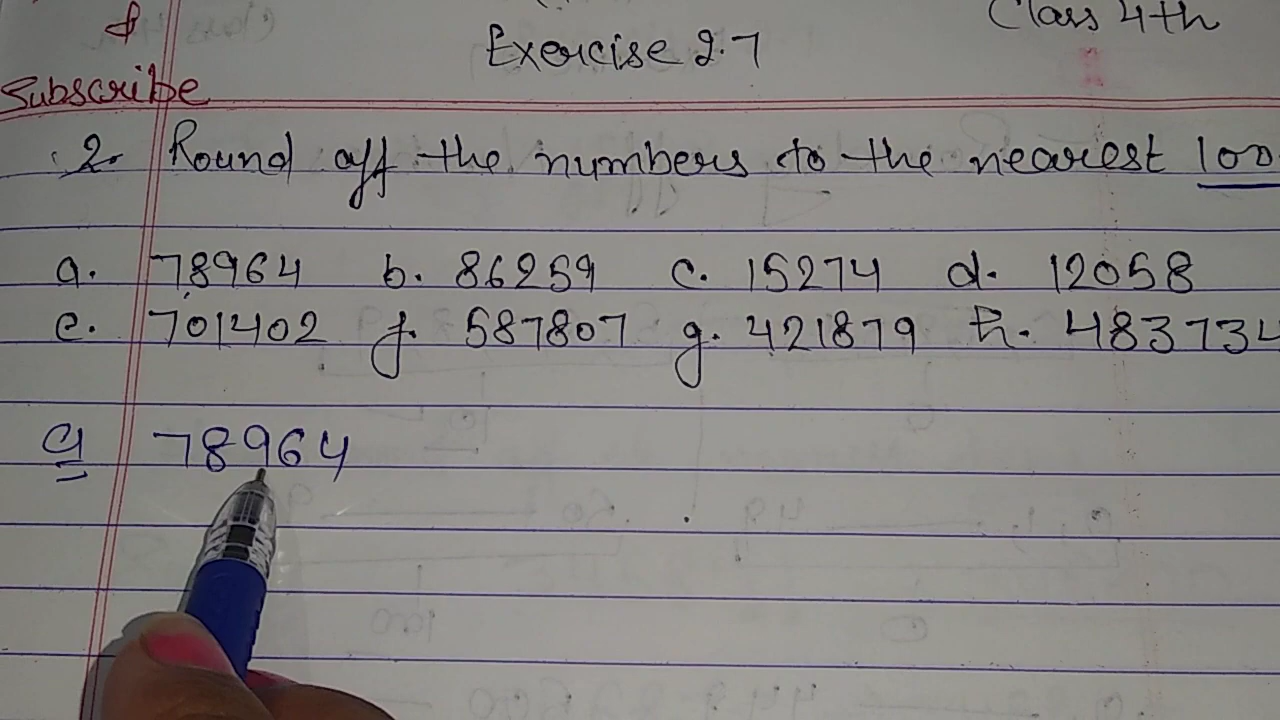 &
Class 4th
Exercise 2.7
Subscribe
2. Round off the numbers to the nearest 100
a. 78964 b. 86259 c. 15274 d. 12058
e. 701402 f. 587807 g. 421879 h. 483734
a 78964